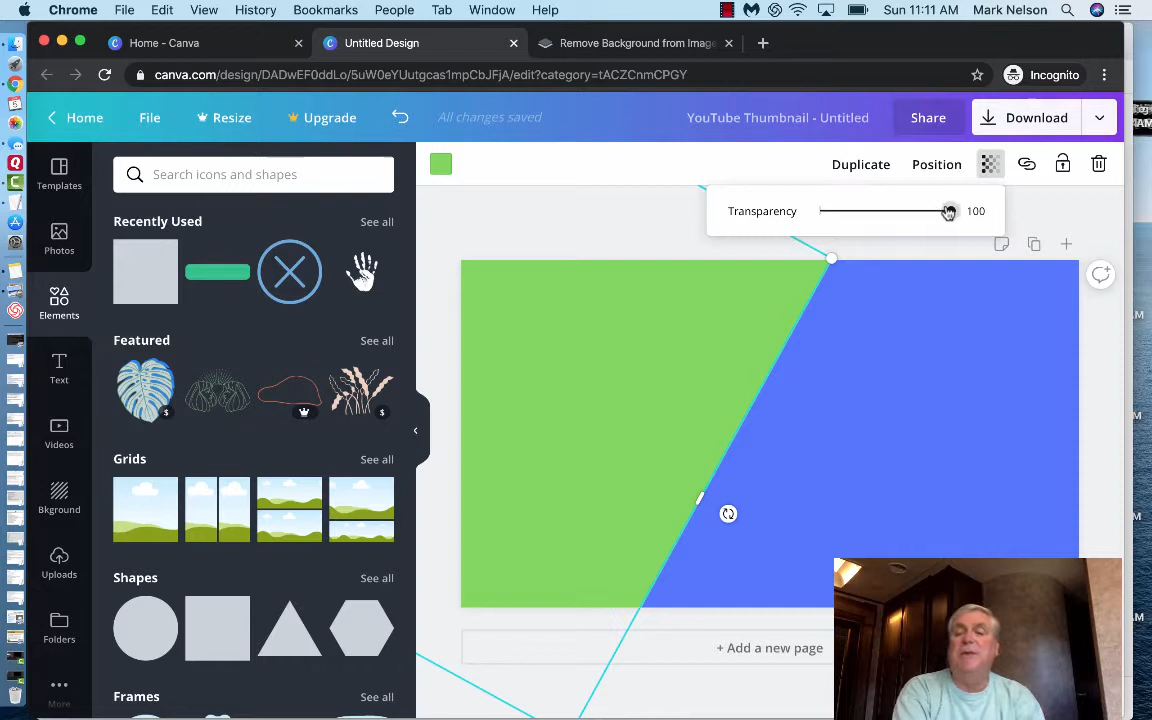 Chrome File Edit View History Bookmarks People Tab Window Help Sun 11:11 AM Mark Nelson
Home - Canva × Untitled Design × Remove Background from Image × +
canva.com/design/DADwEF0ddLo/5uW0eYUutgcas1mpCbJFjA/edit?category=tACZCnmCPGY Incognito
Home File Resize Upgrade All changes saved YouTube Thumbnail - Untitled Share Download
Templates
Photos
Elements
Text
Videos
Bkground
Uploads
Folders
More
Search icons and shapes
Recently Used See all
Featured See all
$ $
Grids See all
Shapes See all
Frames See all
Duplicate Position
Transparency 100
+ Add a new page